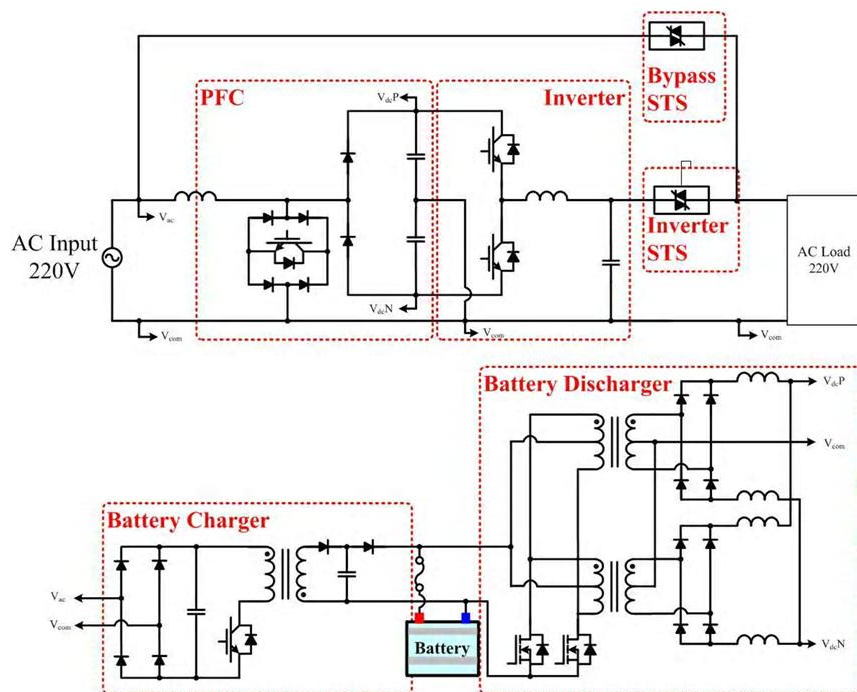 Bypass
STS
PFC
Inverter
VdcP
Vac
AC Input
220V
Inverter
STS
AC Load
220V
VdcN
Vcom
Vcom
Vcom
Battery Discharger
VdcP
Vcom
Battery Charger
Vac
Vcom
Battery
VdcN